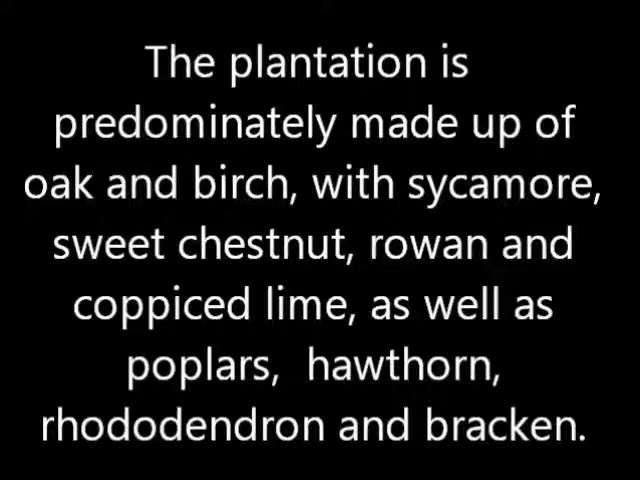 The plantation is
predominately made up of
oak and birch, with sycamore,
sweet chestnut, rowan and
coppiced lime, as well as
poplars,  hawthorn,
rhododendron and bracken.